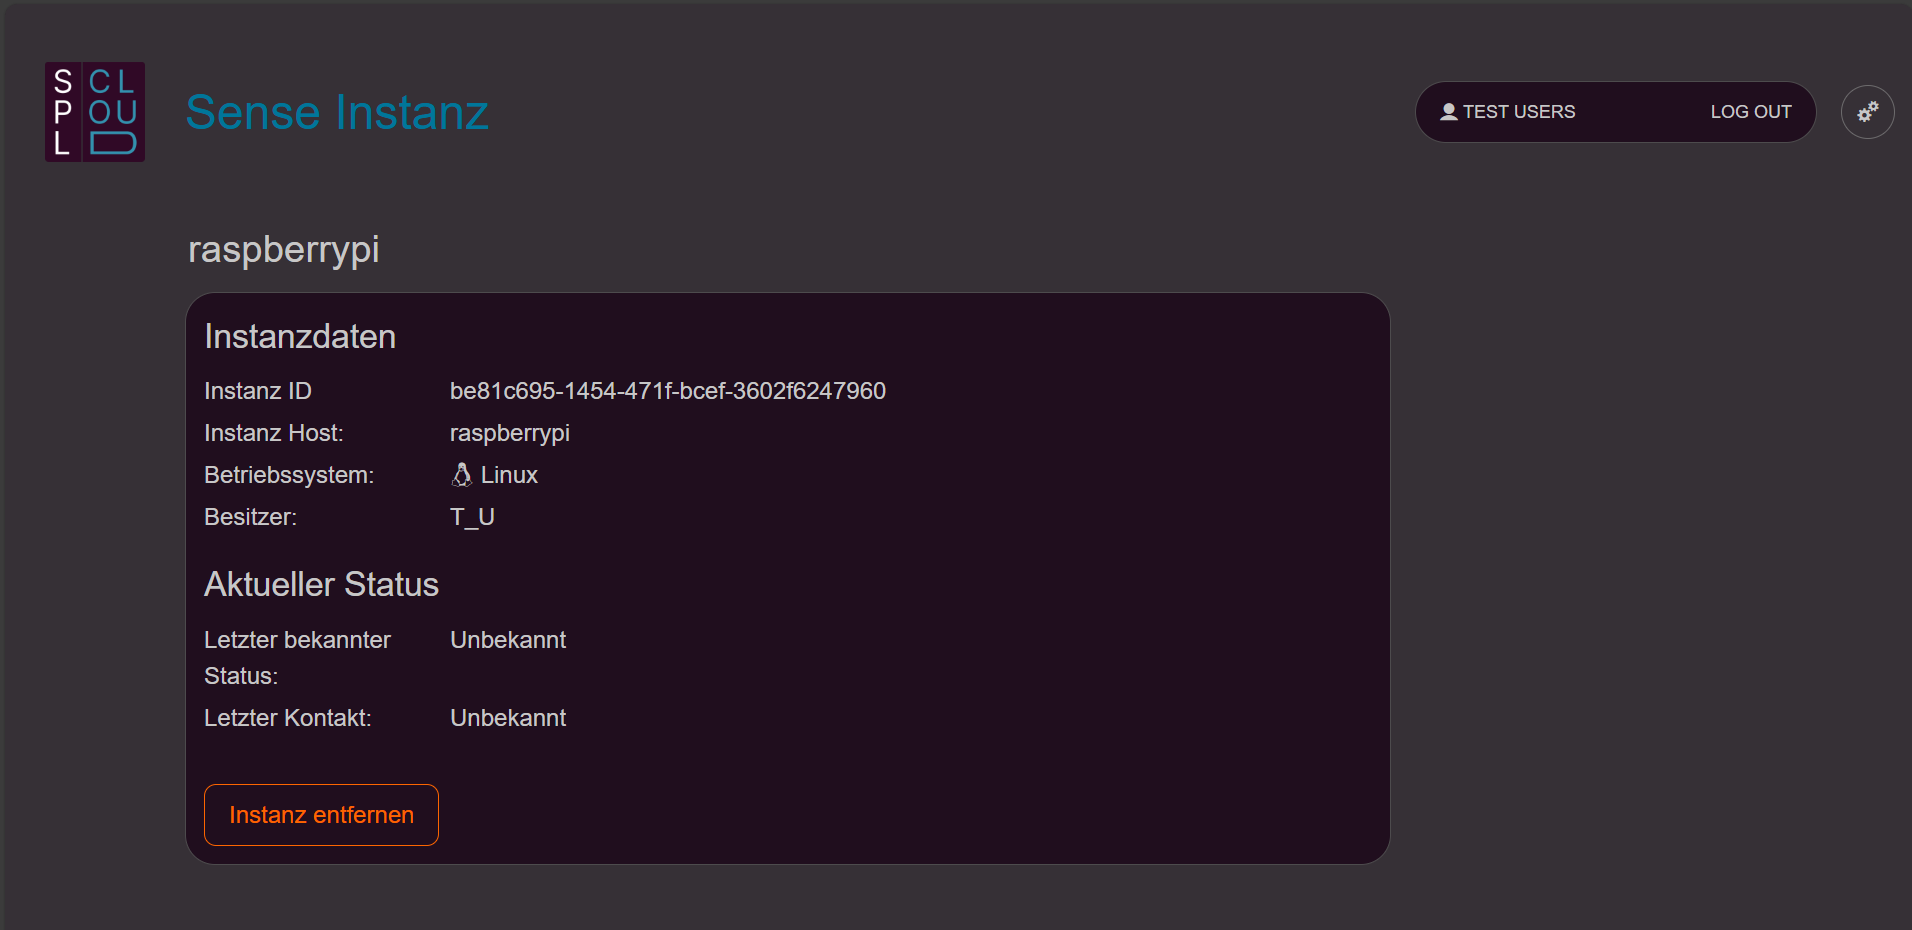 S CL
P OU
L D
Sense Instanz
TEST USERS LOG OUT
raspberrypi
Instanzdaten
Instanz ID be81c695-1454-471f-bcef-3602f6247960
Instanz Host: raspberrypi
Betriebssystem: Linux
Besitzer: T_U
Aktueller Status
Letzter bekannter Unbekannt
Status:
Letzter Kontakt: Unbekannt
Instanz entfernen